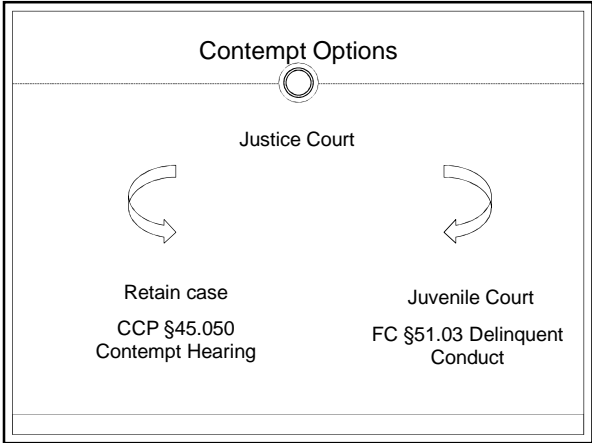 Contempt Options
Justice Court
Retain case
CCP §45.050
Contempt Hearing
Juvenile Court
FC §51.03 Delinquent
Conduct